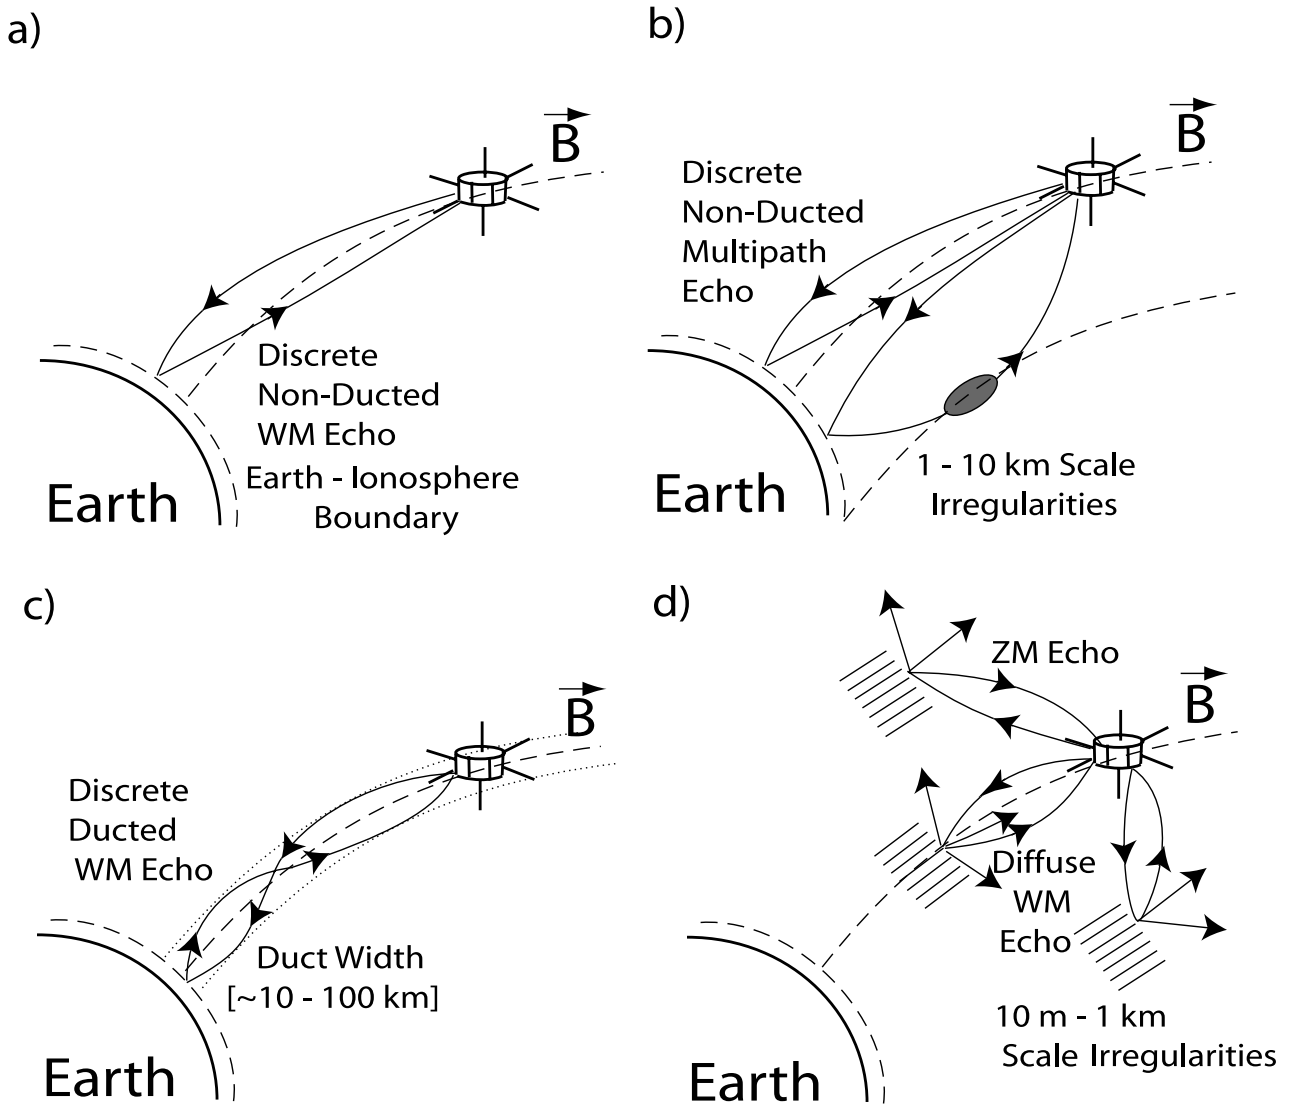 a)
B
Discrete
Non-Ducted
WM Echo
Earth - Ionosphere
Boundary
Earth
b)
B
Discrete
Non-Ducted
Multipath
Echo
1 - 10 km Scale
Irregularities
Earth
c)
B
Discrete
Ducted
WM Echo
Duct Width
[~10 - 100 km]
Earth
d)
ZM Echo
B
Diffuse
WM
Echo
10 m - 1 km
Scale Irregularities
Earth